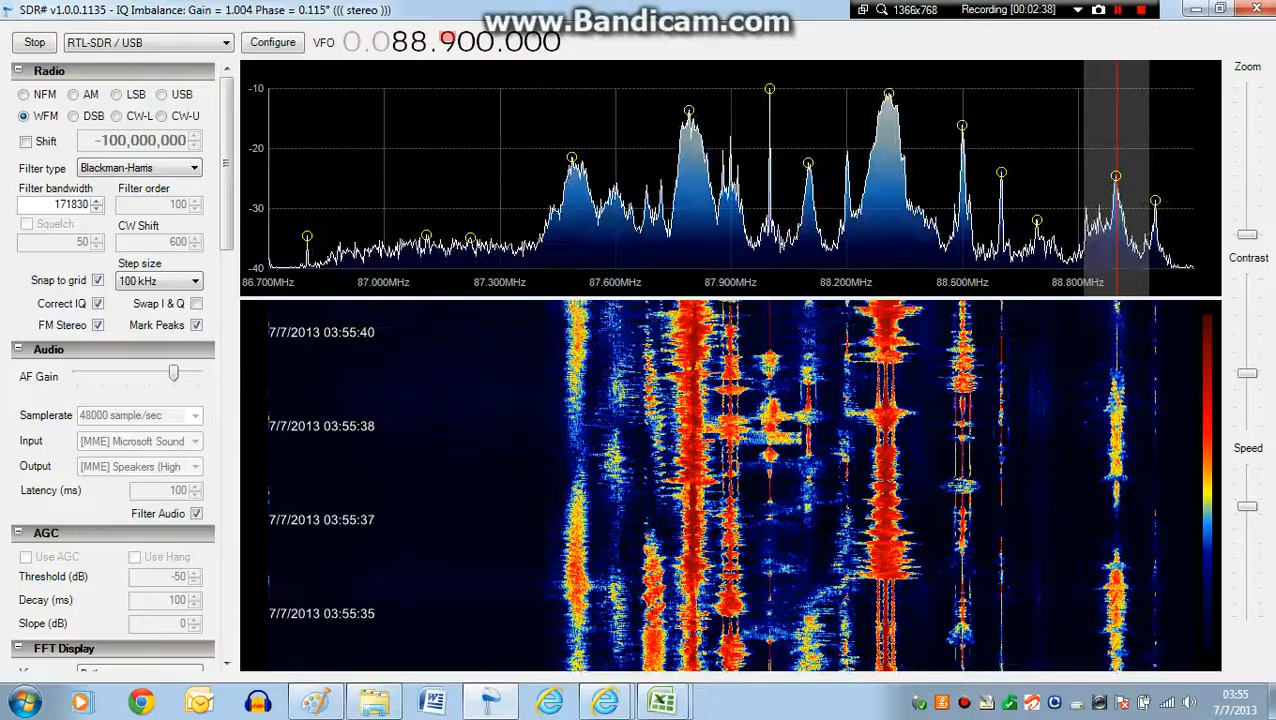 SDR# v1.0.0.1135 - IQ Imbalance: Gain = 1.004 Phase = 0.115° ((( stereo )))
www.Bandicam.com
1366x768
Recording [00:02:38]
Stop
RTL-SDR / USB
Configure
VFO
0.088.900.000
Radio
NFM
AM
LSB
USB
WFM
DSB
CW-L
CW-U
Shift
-100,000,000
Filter type
Blackman-Harris
Filter bandwidth
Filter order
171830
100
Squelch
CW Shift
50
600
Step size
Snap to grid
100 kHz
Correct IQ
Swap I & Q
FM Stereo
Mark Peaks
Audio
AF Gain
Samplerate
48000 sample/sec
Input
[MME] Microsoft Sound
Output
[MME] Speakers (High
Latency (ms)
100
Filter Audio
AGC
Use AGC
Use Hang
Threshold (dB)
-50
Decay (ms)
100
Slope (dB)
0
FFT Display
-10
-20
-30
-40
86.700MHz
87.000MHz
87.300MHz
87.600MHz
87.900MHz
88.200MHz
88.500MHz
88.800MHz
7/7/2013 03:55:40
7/7/2013 03:55:38
7/7/2013 03:55:37
7/7/2013 03:55:35
Zoom
Contrast
Speed
03:55
7/7/2013